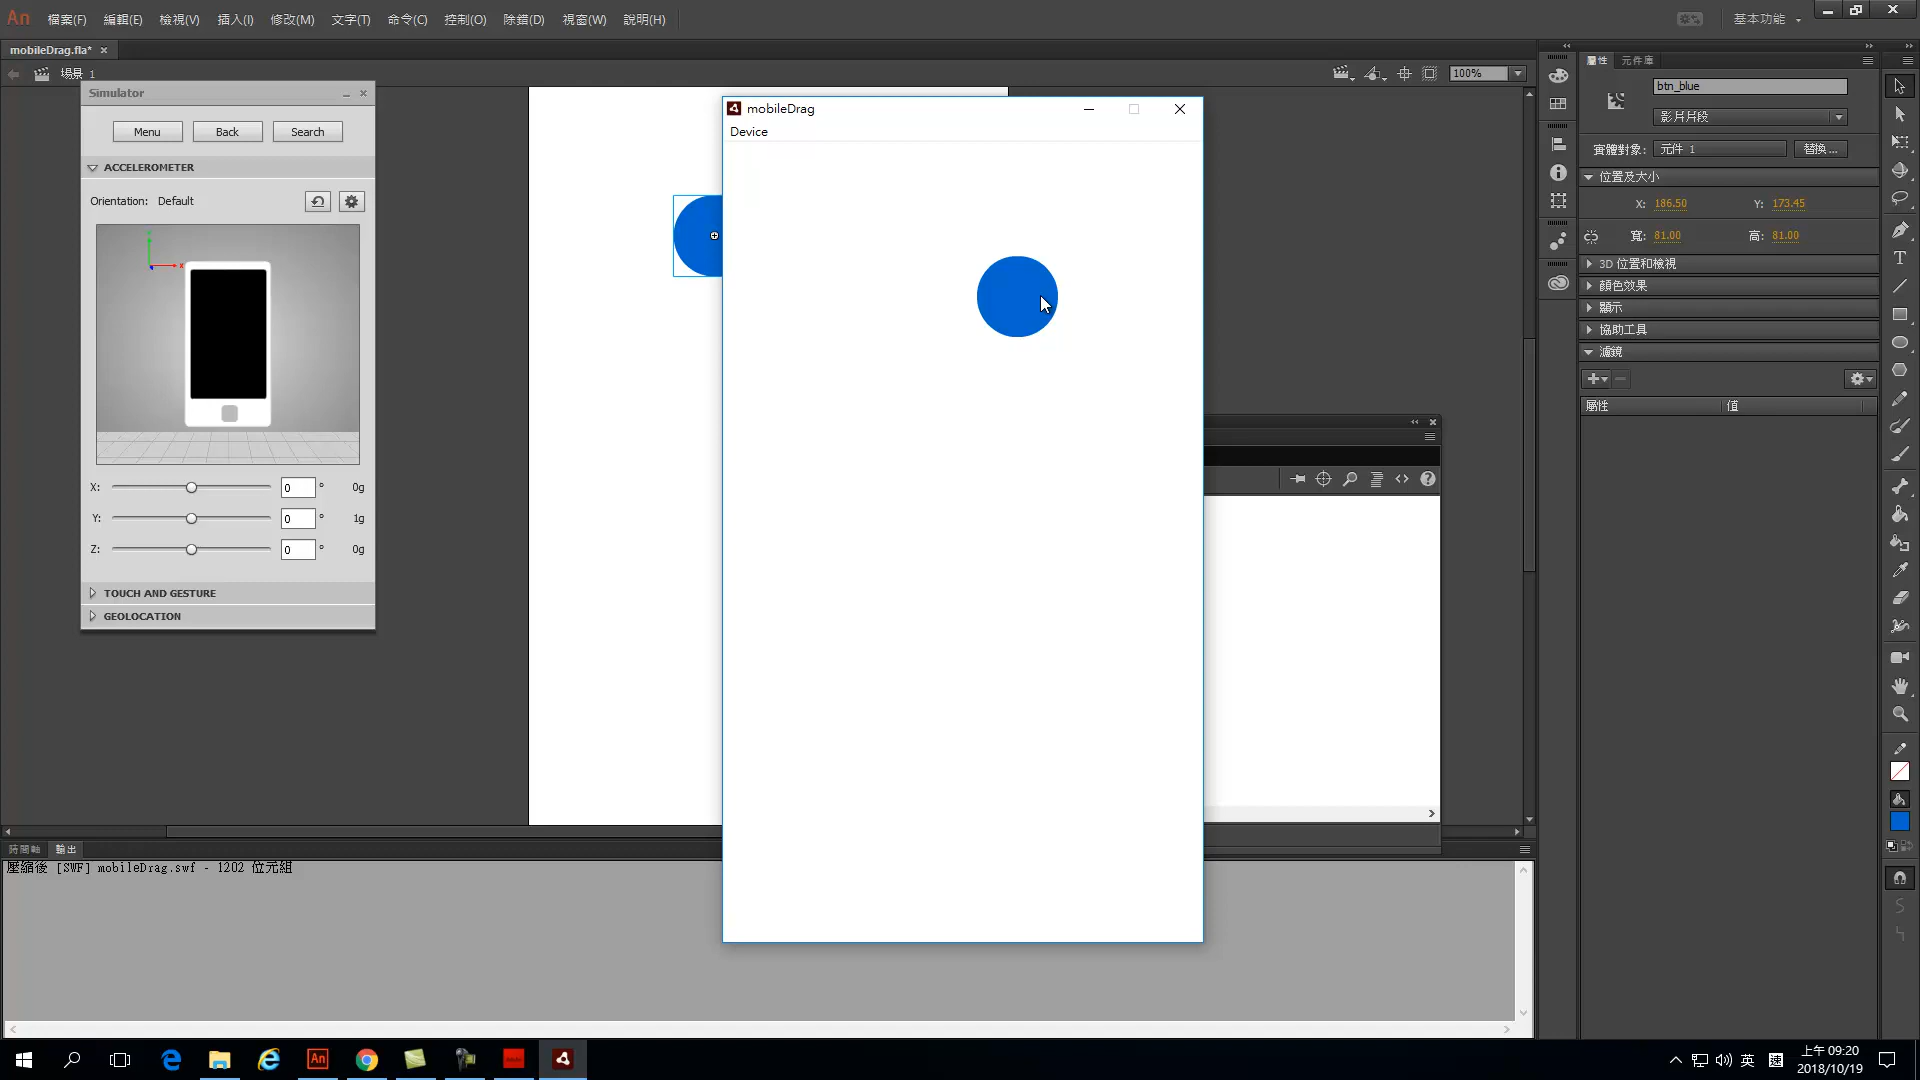 An 檔案(F) 編輯(E) 檢視(V) 插入(I) 修改(M) 文字(T) 命令(C) 控制(O) 除錯(D) 視窗(W) 說明(H) 基本功能
mobileDrag.fla* ×
場景 1 100%
Simulator
Menu Back Search
ACCELEROMETER
Orientation: Default
X: 0 ° 0g
Y: 0 ° 1g
Z: 0 ° 0g
TOUCH AND GESTURE
GEOLOCATION
mobileDrag
Device
屬性 元件庫
btn_blue
影片片段
實體對象: 元件 1 替換...
位置及大小
X: 186.50 Y: 173.45
寬: 81.00 高: 81.00
3D 位置和檢視
顏色效果
顯示
協助工具
濾鏡
屬性 值
時間軸 輸出
壓縮後 [SWF] mobileDrag.swf - 1202 位元組
英 上午 09:20
2018/10/19